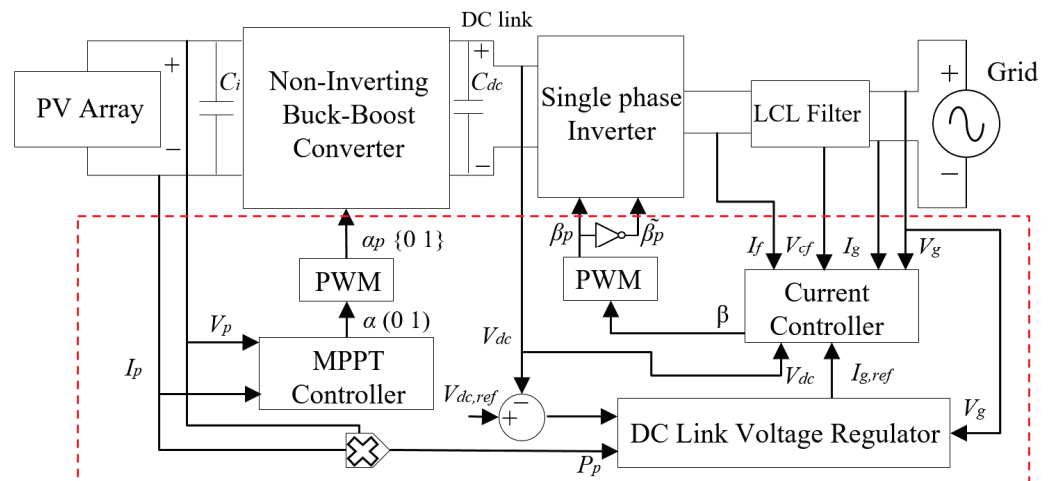 DC link
PV Array
+
−
Ci
Non-Inverting
Buck-Boost
Converter
+
Cdc
−
Single phase
Inverter
LCL Filter
+
−
Grid
αp {0 1}
PWM
α (0 1)
Vp
Ip
MPPT
Controller
βp
β̃p
PWM
β
If
Vcf
Ig
Vg
Current
Controller
Vdc
Vdc
Ig,ref
Vdc,ref
+
−
DC Link Voltage Regulator
Vg
Pp